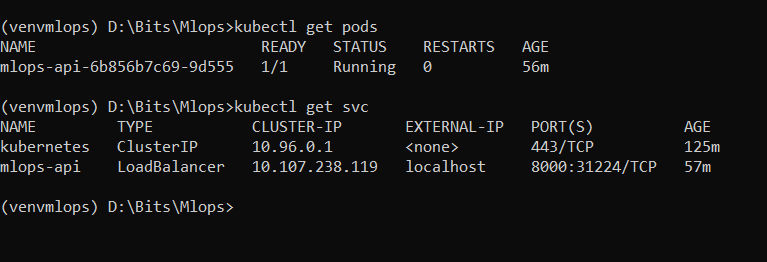 (venvmlops) D:\Bits\Mlops>kubectl get pods
NAME                         READY   STATUS    RESTARTS   AGE
mlops-api-6b856b7c69-9d555   1/1     Running   0          56m
(venvmlops) D:\Bits\Mlops>kubectl get svc
NAME         TYPE           CLUSTER-IP       EXTERNAL-IP   PORT(S)          AGE
kubernetes   ClusterIP      10.96.0.1        <none>        443/TCP          125m
mlops-api    LoadBalancer   10.107.238.119   localhost     8000:31224/TCP   57m
(venvmlops) D:\Bits\Mlops>